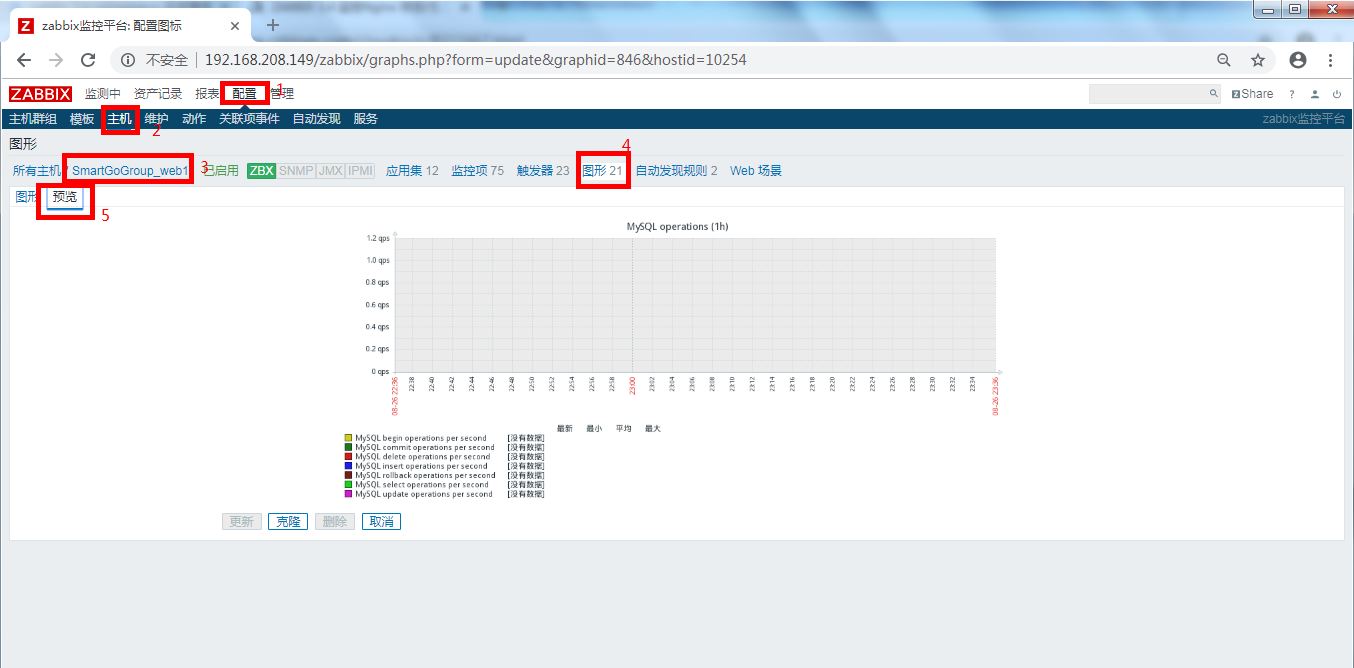 zabbix监控平台: 配置图标
不安全 192.168.208.149/zabbix/graphs.php?form=update&graphid=846&hostid=10254
ZABBIX 监测中 资产记录 报表 配置 1 管理 Share ?
主机群组 模板 主机 2 维护 动作 关联项事件 自动发现 服务 zabbix监控平台
图形
所有主机 / SmartGoGroup_web1 3 已启用 ZBX SNMP JMX IPMI 应用集 12 监控项 75 触发器 23 图形 21 4 自动发现规则 2 Web 场景
图形 预览 5
MySQL operations (1h)
1.2 qps
1.0 qps
0.8 qps
0.6 qps
0.4 qps
0.2 qps
0 qps
08-26 22:36 22:38 22:40 22:42 22:44 22:46 22:48 22:50 22:52 22:54 22:56 22:58 23:00 23:02 23:04 23:06 23:08 23:10 23:12 23:14 23:16 23:18 23:20 23:22 23:24 23:26 23:28 23:30 23:32 23:34 08-26 23:36
最新 最小 平均 最大
MySQL begin operations per second [没有数据]
MySQL commit operations per second [没有数据]
MySQL delete operations per second [没有数据]
MySQL insert operations per second [没有数据]
MySQL rollback operations per second [没有数据]
MySQL select operations per second [没有数据]
MySQL update operations per second [没有数据]
更新 克隆 删除 取消